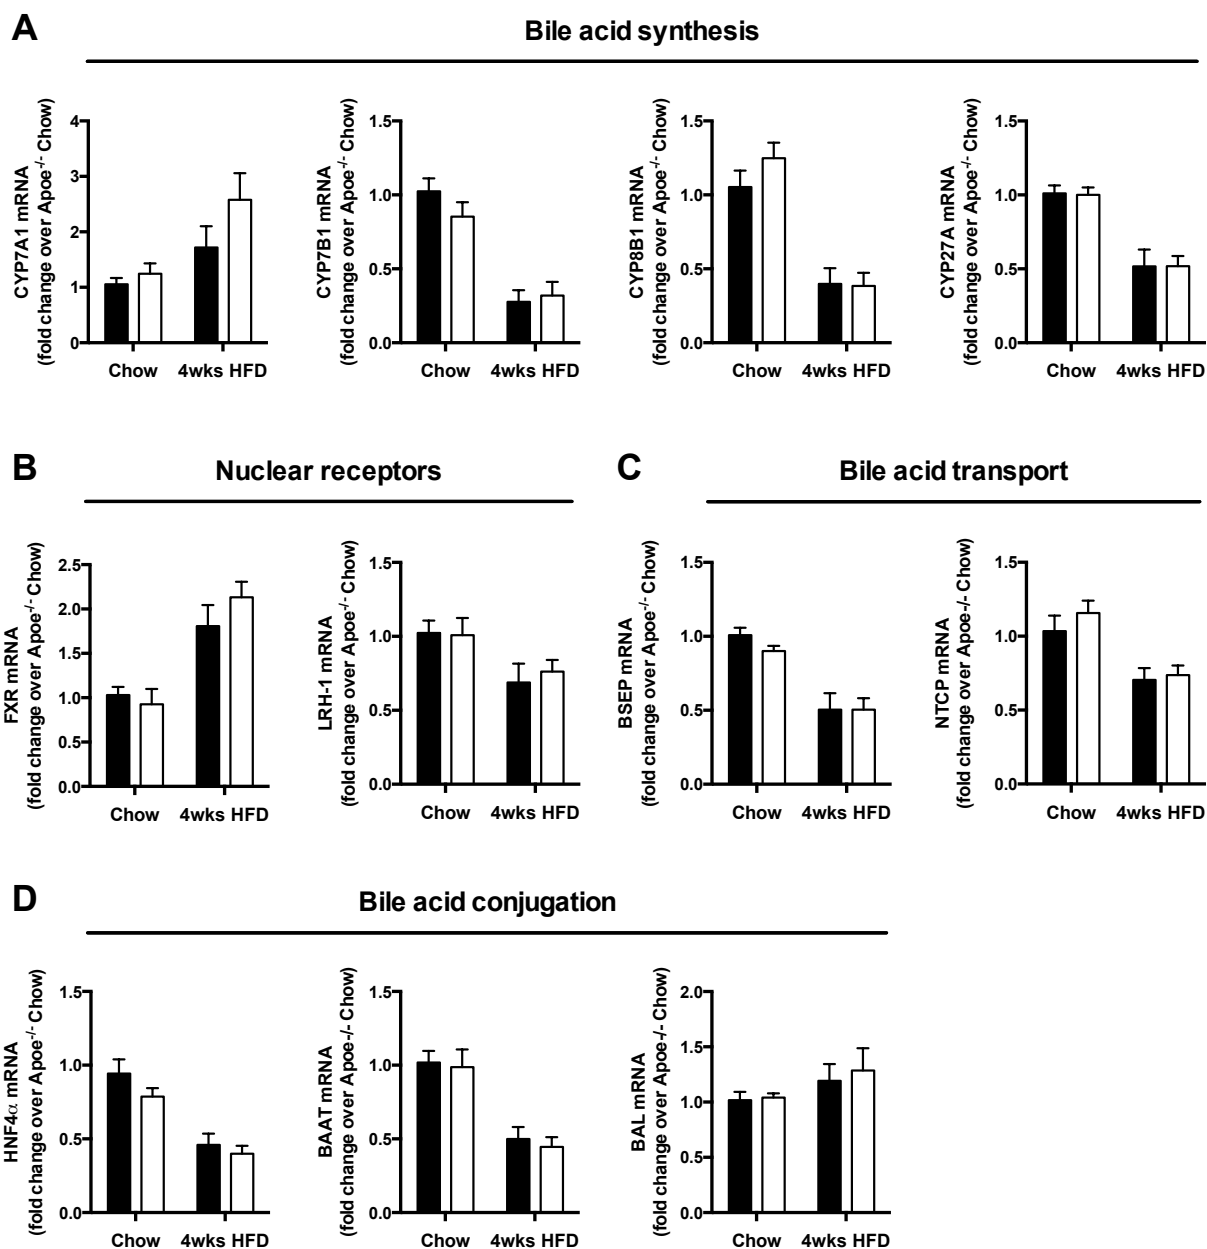 A
Bile acid synthesis
CYP7A1 mRNA
(fold change over Apoe-/- Chow)
4
3
2
1
0
Chow 4wks HFD
CYP7B1 mRNA
(fold change over Apoe-/- Chow)
1.5
1.0
0.5
0.0
Chow 4wks HFD
CYP8B1 mRNA
(fold change over Apoe-/- Chow)
1.5
1.0
0.5
0.0
Chow 4wks HFD
CYP27A mRNA
(fold change over Apoe-/- Chow)
1.5
1.0
0.5
0.0
Chow 4wks HFD
B
Nuclear receptors
FXR mRNA
(fold change over Apoe-/- Chow)
2.5
2.0
1.5
1.0
0.5
0.0
Chow 4wks HFD
LRH-1 mRNA
(fold change over Apoe-/- Chow)
1.5
1.0
0.5
0.0
Chow 4wks HFD
C
Bile acid transport
BSEP mRNA
(fold change over Apoe-/- Chow)
1.5
1.0
0.5
0.0
Chow 4wks HFD
NTCP mRNA
(fold change over Apoe-/- Chow)
1.5
1.0
0.5
0.0
Chow 4wks HFD
D
Bile acid conjugation
HNF4α mRNA
(fold change over Apoe-/- Chow)
1.5
1.0
0.5
0.0
Chow 4wks HFD
BAAT mRNA
(fold change over Apoe-/- Chow)
1.5
1.0
0.5
0.0
Chow 4wks HFD
BAL mRNA
(fold change over Apoe-/- Chow)
2.0
1.5
1.0
0.5
0.0
Chow 4wks HFD